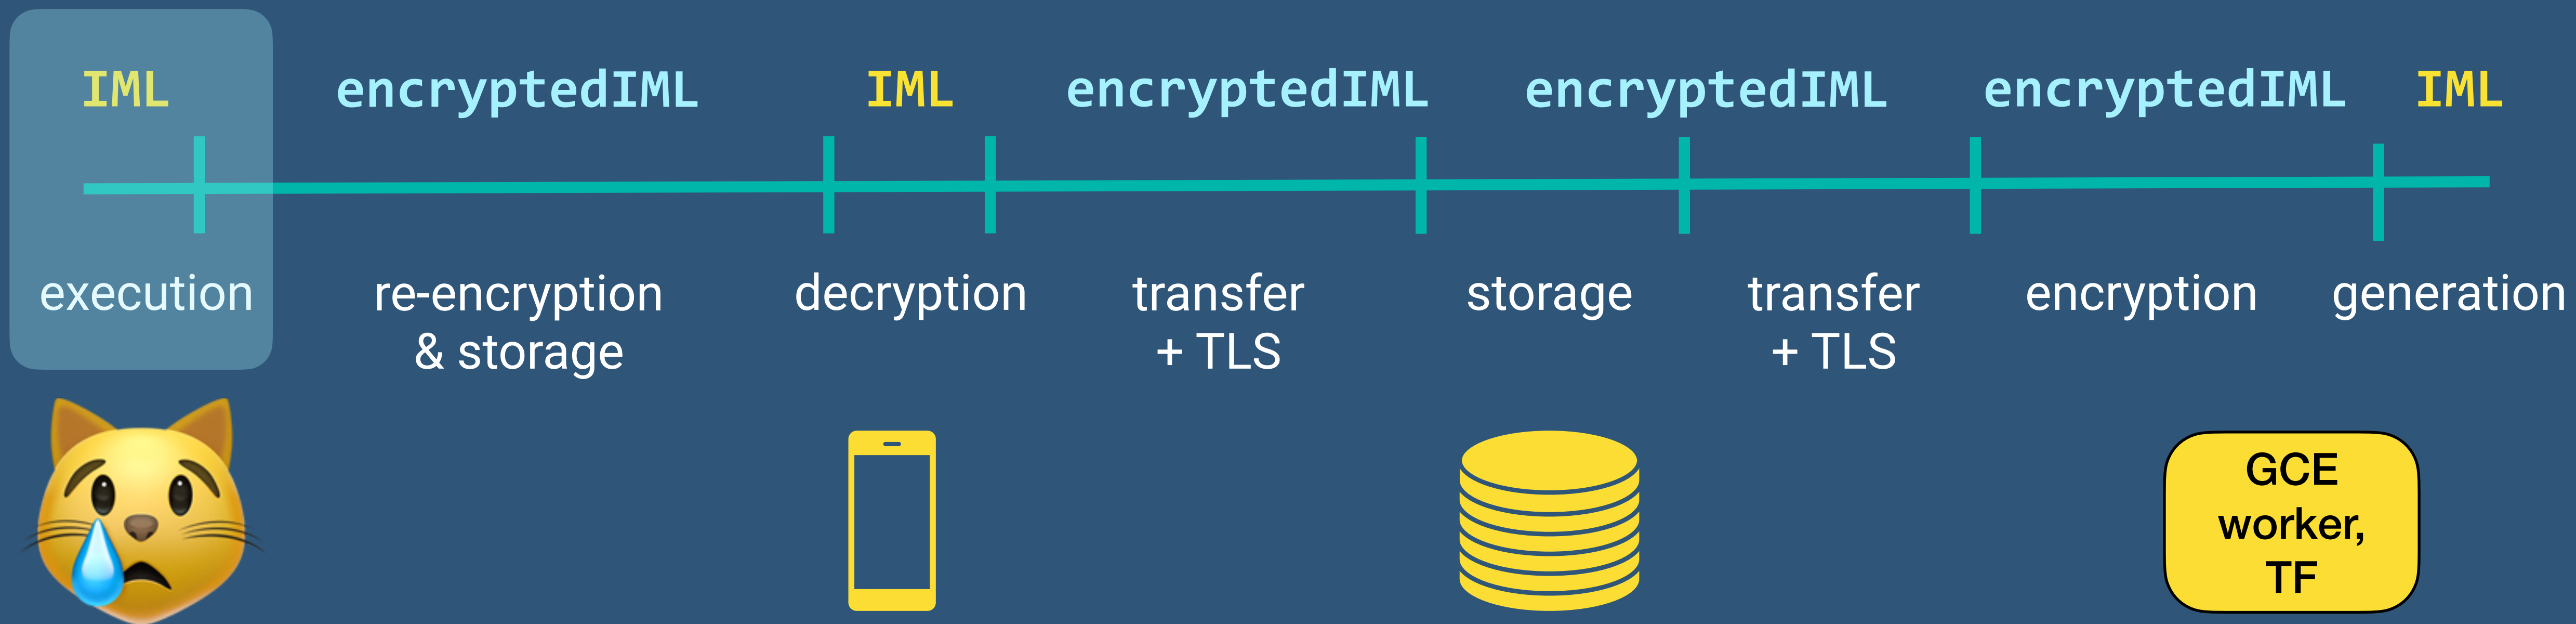 IML encryptedIML IML encryptedIML encryptedIML encryptedIML IML
execution re-encryption decryption transfer storage transfer encryption generation
& storage + TLS + TLS
GCE
worker,
TF